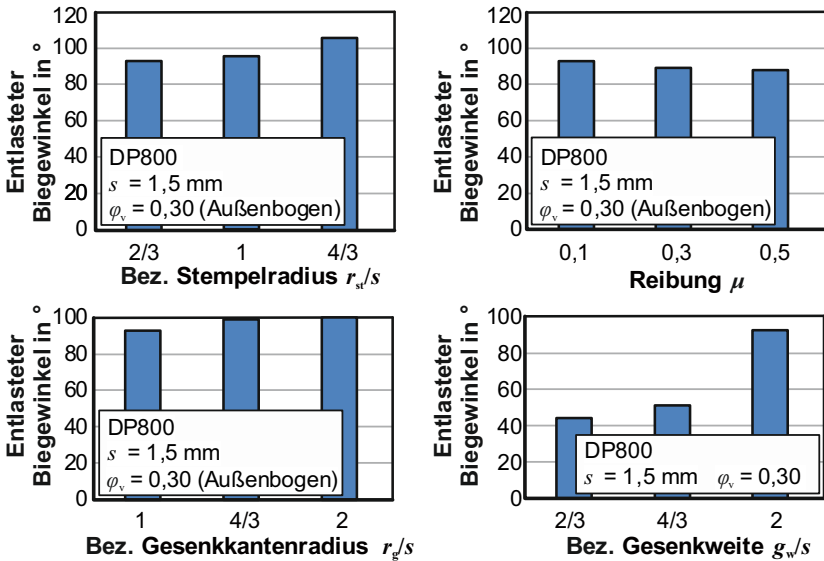 Entlasteter
Biegewinkel in °
120
100
80
60
40
20
0
DP800
s = 1,5 mm
φv = 0,30 (Außenbogen)
2/3 1 4/3
Bez. Stempelradius rst/s
Entlasteter
Biegewinkel in °
120
100
80
60
40
20
0
DP800
s = 1,5 mm
φv = 0,30 (Außenbogen)
0,1 0,3 0,5
Reibung μ
Entlasteter
Biegewinkel in °
100
80
60
40
20
0
DP800
s = 1,5 mm
φv = 0,30 (Außenbogen)
1 4/3 2
Bez. Gesenkkantenradius rg/s
Entlasteter
Biegewinkel in °
100
80
60
40
20
0
DP800
s = 1,5 mm φv = 0,30
2/3 4/3 2
Bez. Gesenkweite gw/s